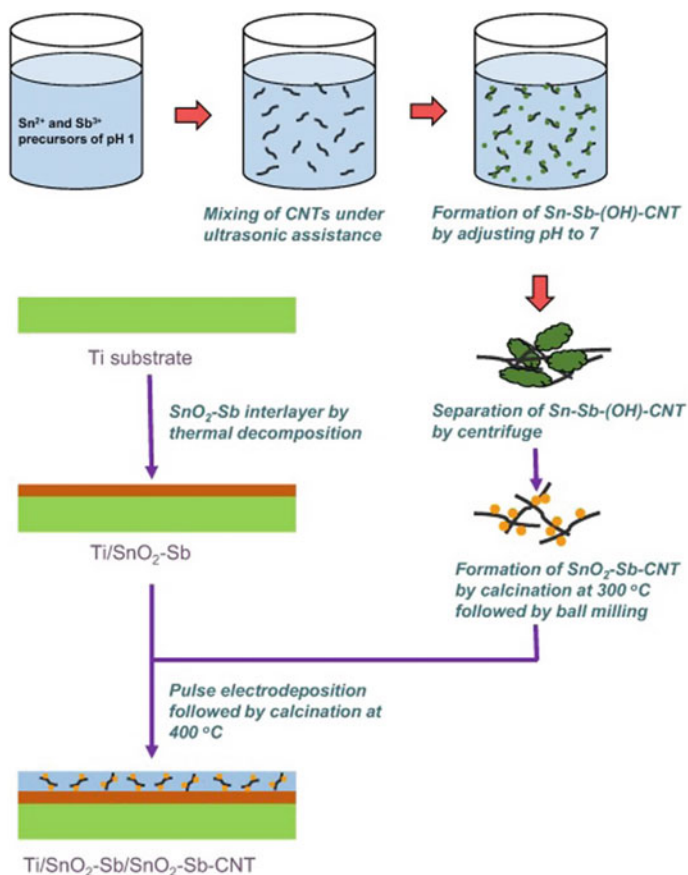 Sn²⁺ and Sb³⁺
precursors of pH 1
Mixing of CNTs under
ultrasonic assistance
Formation of Sn-Sb-(OH)-CNT
by adjusting pH to 7
Separation of Sn-Sb-(OH)-CNT
by centrifuge
Formation of SnO₂-Sb-CNT
by calcination at 300 °C
followed by ball milling
Ti substrate
SnO₂-Sb interlayer by
thermal decomposition
Ti/SnO₂-Sb
Pulse electrodeposition
followed by calcination at
400 °C
Ti/SnO₂-Sb/SnO₂-Sb-CNT